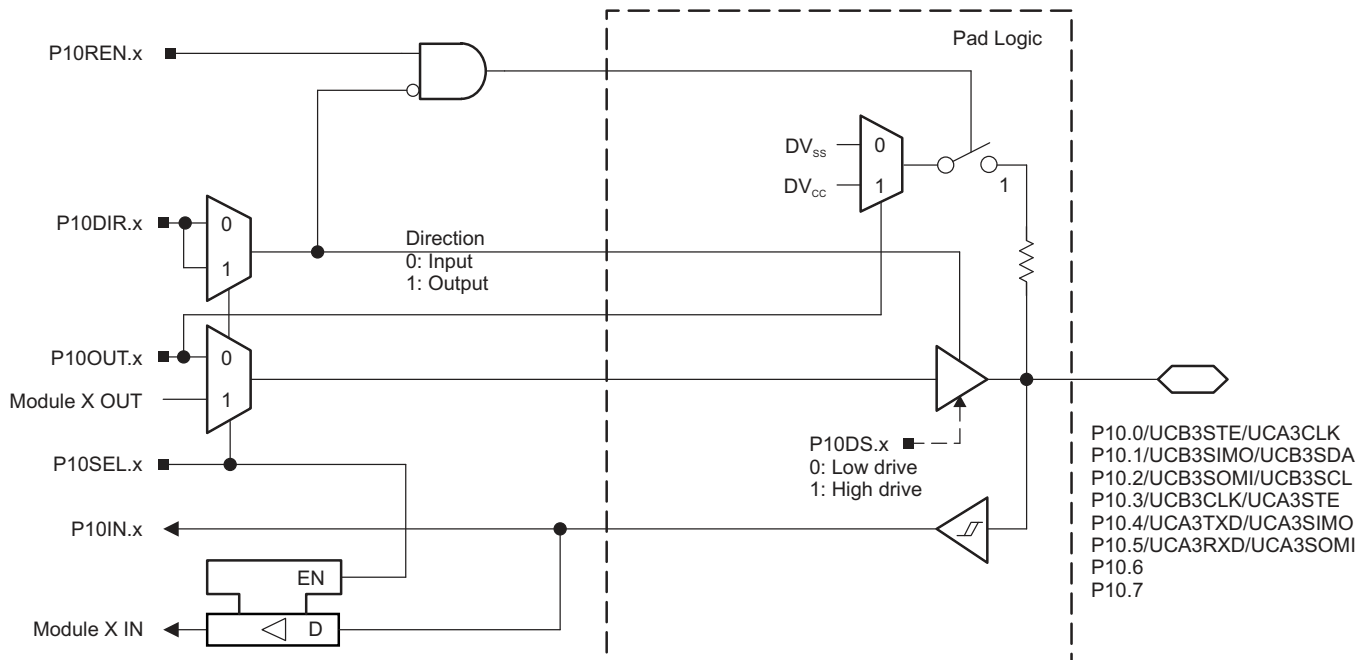 Pad Logic
P10REN.x
DVSS
0
DVCC
1
1
P10DIR.x
0
1
Direction
0: Input
1: Output
P10OUT.x
0
Module X OUT
1
P10DS.x
0: Low drive
1: High drive
P10SEL.x
P10IN.x
EN
Module X IN
D
P10.0/UCB3STE/UCA3CLK
P10.1/UCB3SIMO/UCB3SDA
P10.2/UCB3SOMI/UCB3SCL
P10.3/UCB3CLK/UCA3STE
P10.4/UCA3TXD/UCA3SIMO
P10.5/UCA3RXD/UCA3SOMI
P10.6
P10.7